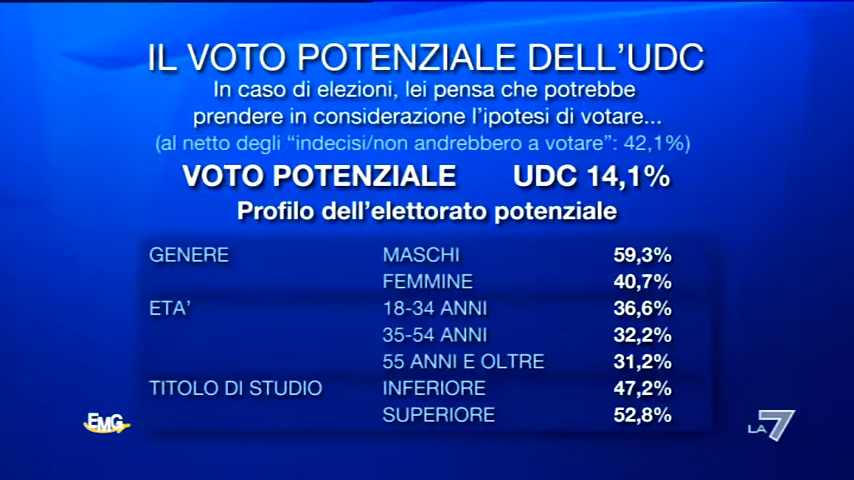 IL VOTO POTENZIALE DELL'UDC
In caso di elezioni, lei pensa che potrebbe
prendere in considerazione l'ipotesi di votare...
(al netto degli “indecisi/non andrebbero a votare”: 42,1%)
VOTO POTENZIALE UDC 14,1%
Profilo dell'elettorato potenziale
GENERE MASCHI 59,3%
FEMMINE 40,7%
ETA' 18-34 ANNI 36,6%
35-54 ANNI 32,2%
55 ANNI E OLTRE 31,2%
TITOLO DI STUDIO INFERIORE 47,2%
SUPERIORE 52,8%
EMG
LA7